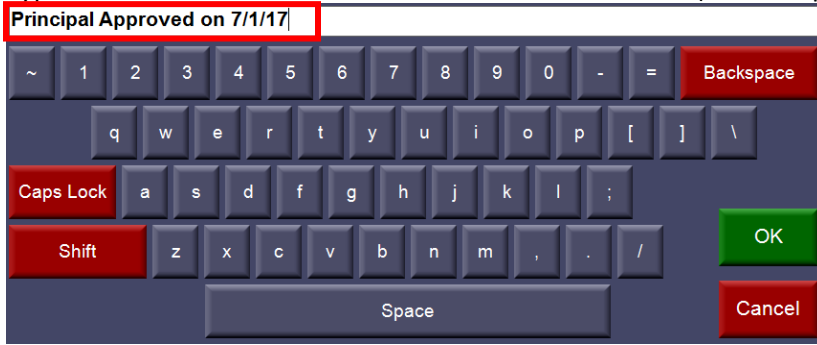 Principal Approved on 7/1/17
~ 1 2 3 4 5 6 7 8 9 0 - = Backspace
q w e r t y u i o p [ ] \
Caps Lock a s d f g h j k l ;
Shift z x c v b n m , . / OK
Space Cancel